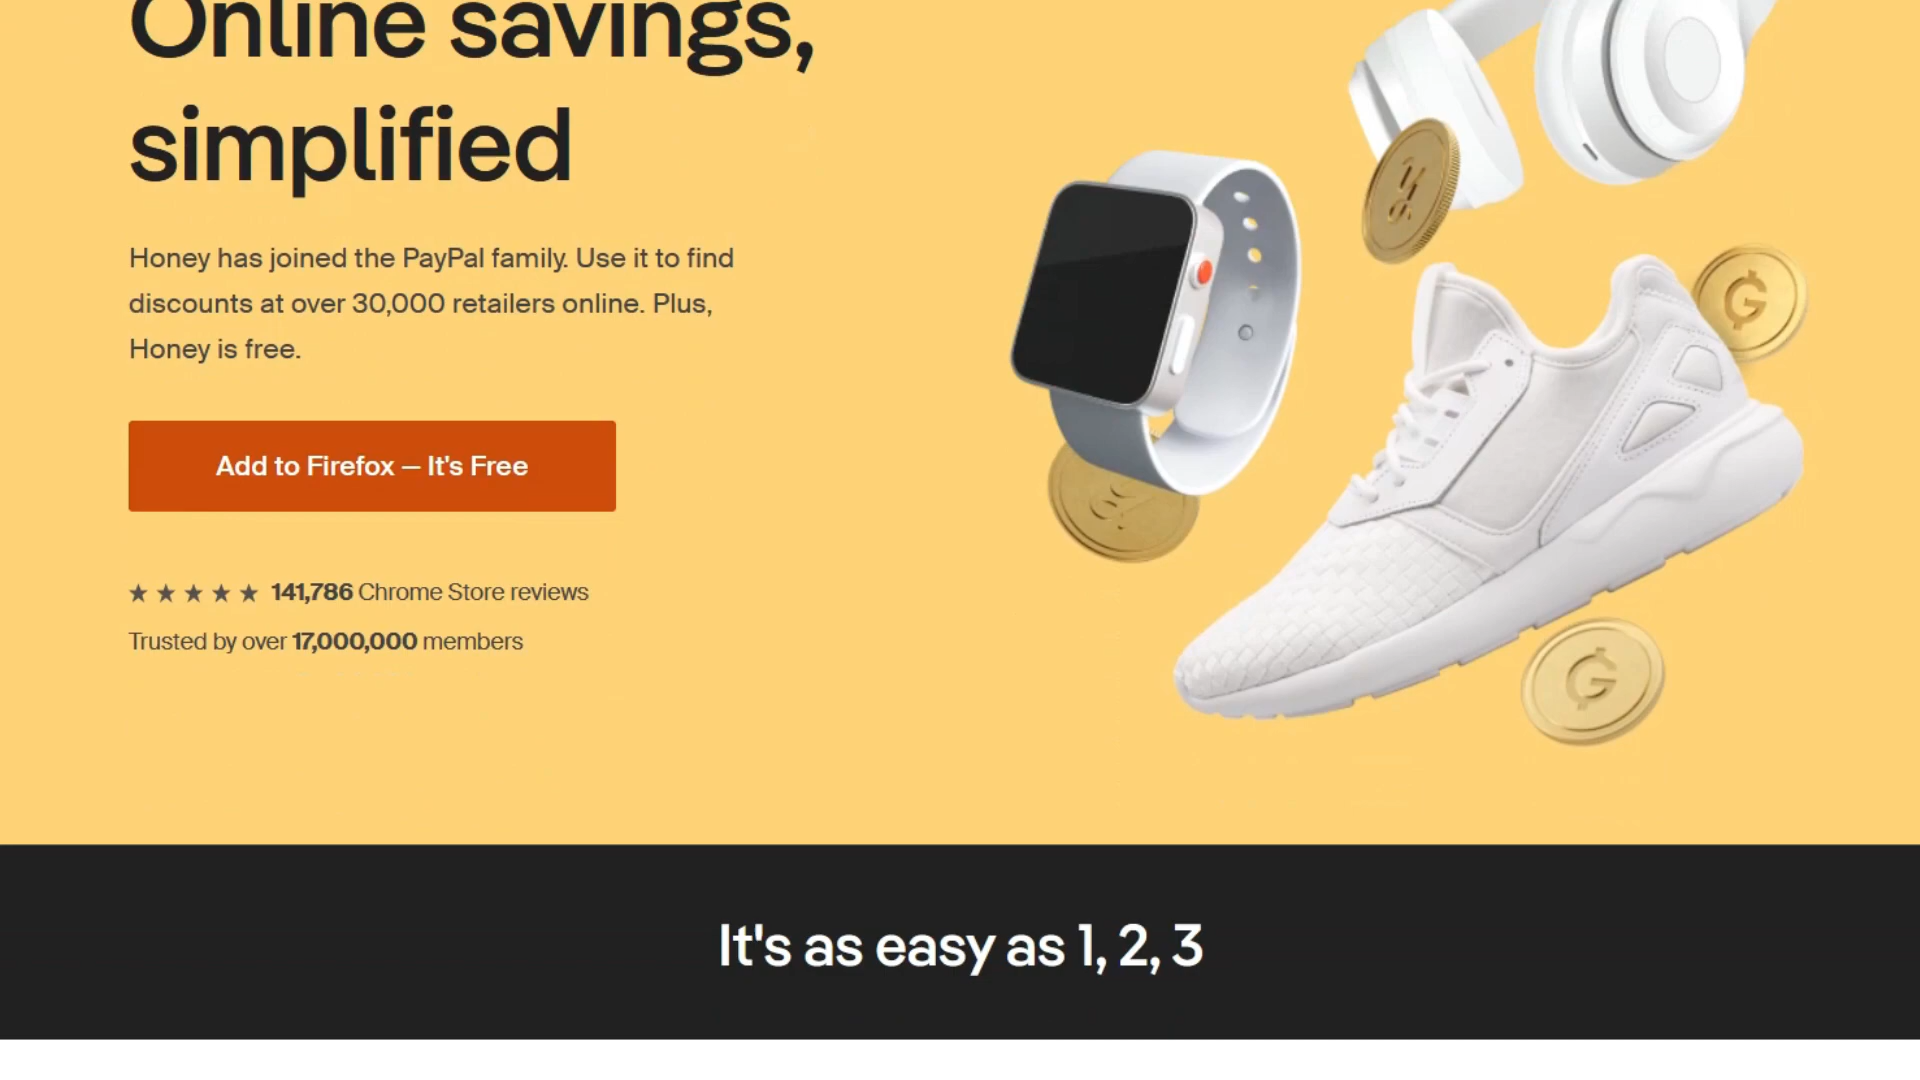 Online savings,
simplified
Honey has joined the PayPal family. Use it to find
discounts at over 30,000 retailers online. Plus,
Honey is free.
Add to Firefox — It's Free
★★★★★ 141,786 Chrome Store reviews
Trusted by over 17,000,000 members
It's as easy as 1, 2, 3